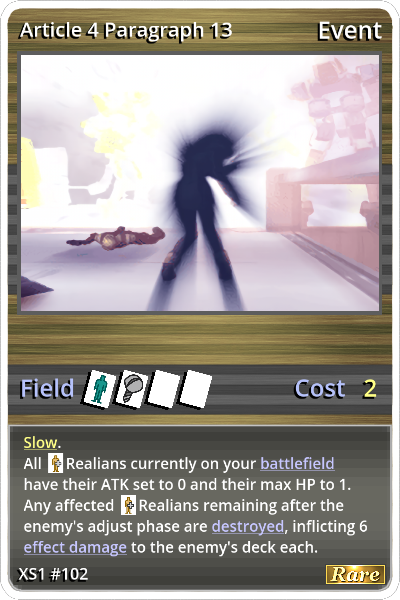 Article 4 Paragraph 13 Event
Field Cost 2
Slow.
All Realians currently on your battlefield
have their ATK set to 0 and their max HP to 1.
Any affected Realians remaining after the
enemy's adjust phase are destroyed, inflicting 6
effect damage to the enemy's deck each.
XS1 #102 Rare